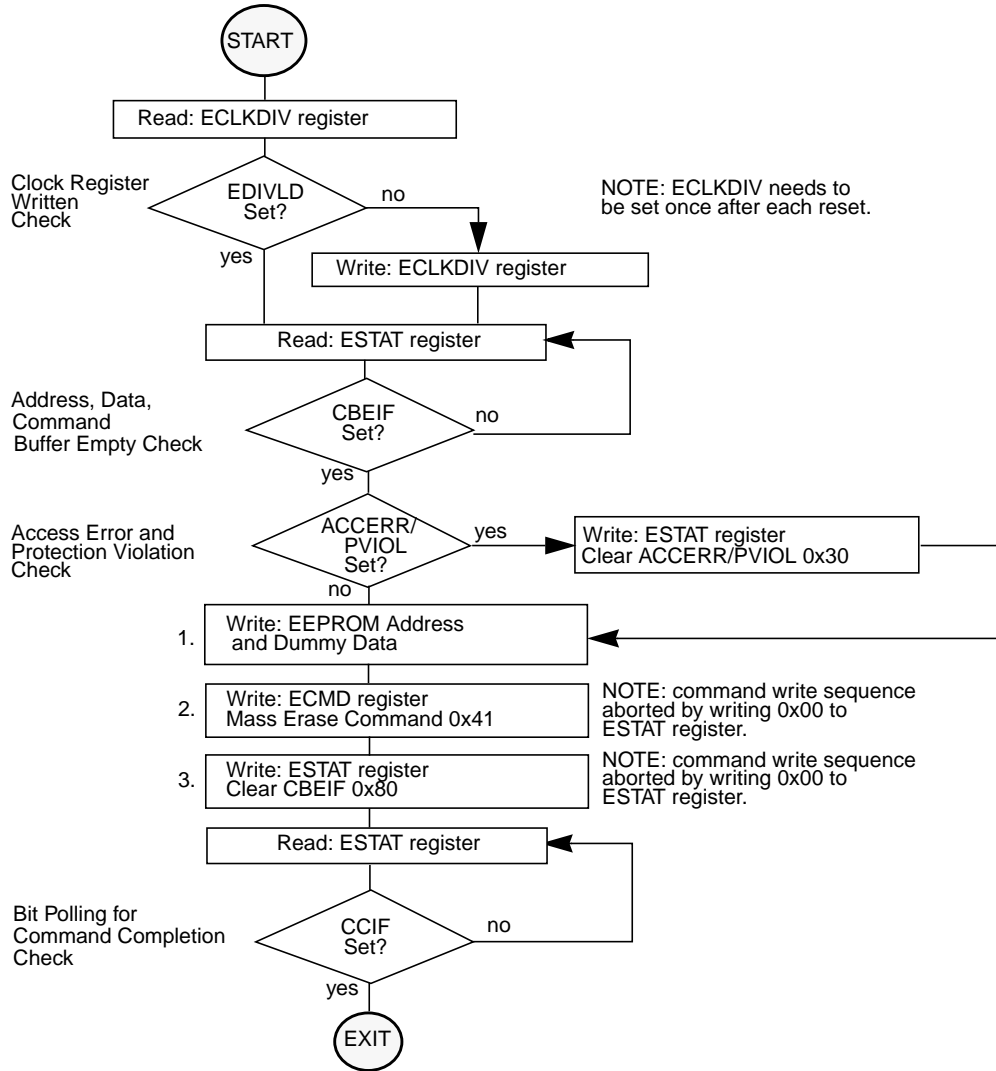 START
Read: ECLKDIV register
Clock Register
Written
Check
EDIVLD
Set?
no
yes
NOTE: ECLKDIV needs to
be set once after each reset.
Write: ECLKDIV register
Read: ESTAT register
Address, Data,
Command
Buffer Empty Check
CBEIF
Set?
no
yes
Access Error and
Protection Violation
Check
ACCERR/
PVIOL
Set?
yes
no
Write: ESTAT register
Clear ACCERR/PVIOL 0x30
1.
Write: EEPROM Address
and Dummy Data
2.
Write: ECMD register
Mass Erase Command 0x41
NOTE: command write sequence
aborted by writing 0x00 to
ESTAT register.
3.
Write: ESTAT register
Clear CBEIF 0x80
NOTE: command write sequence
aborted by writing 0x00 to
ESTAT register.
Read: ESTAT register
Bit Polling for
Command Completion
Check
CCIF
Set?
no
yes
EXIT